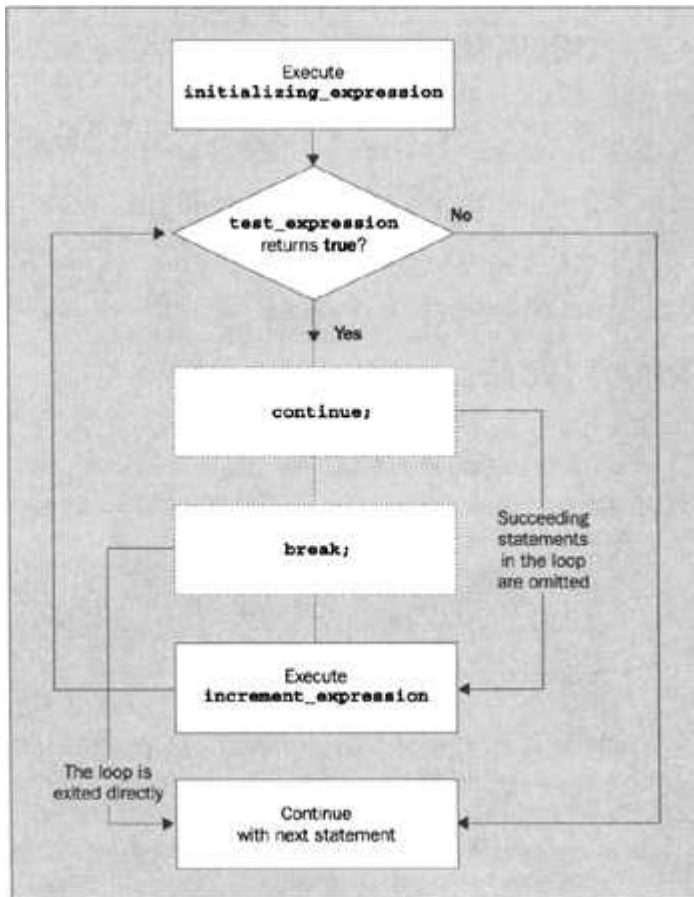 Execute
initializing_expression
test_expression
returns true?
No
Yes
continue;
Succeeding
statements
in the loop
are omitted
break;
Execute
increment_expression
The loop is
exited directly
Continue
with next statement